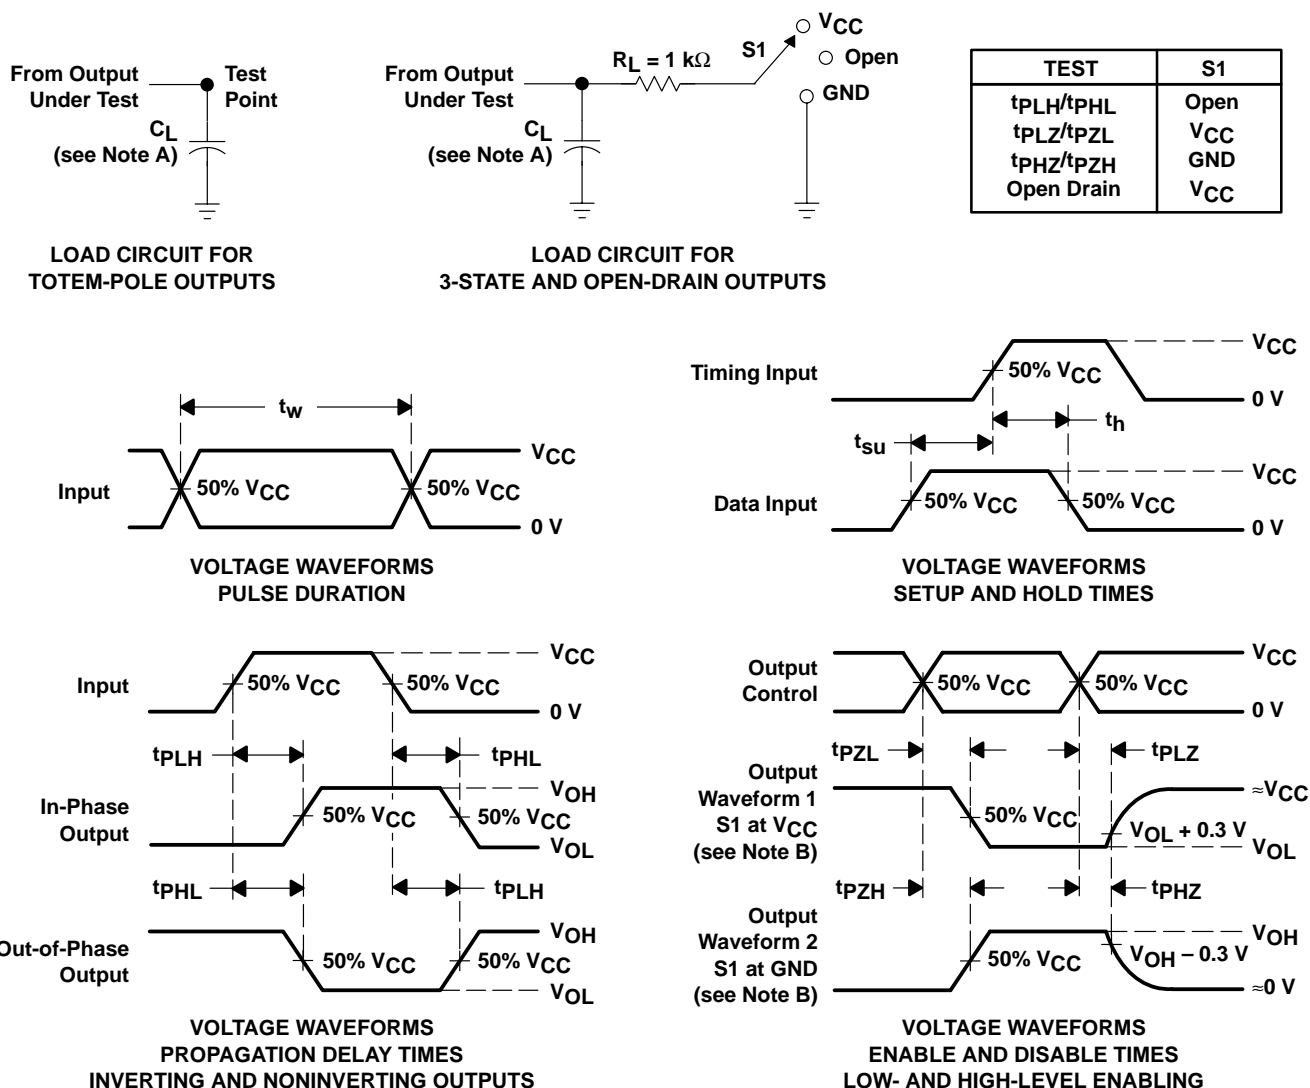 From Output
Under Test
Test
Point
CL
(see Note A)
LOAD CIRCUIT FOR
TOTEM-POLE OUTPUTS
From Output
Under Test
RL = 1 kΩ
S1
VCC
Open
GND
CL
(see Note A)
LOAD CIRCUIT FOR
3-STATE AND OPEN-DRAIN OUTPUTS
TEST S1
tPLH/tPHL Open
tPLZ/tPZL VCC
tPHZ/tPZH GND
Open Drain VCC
tw
Input
50% VCC
50% VCC
VCC
0 V
VOLTAGE WAVEFORMS
PULSE DURATION
Timing Input
50% VCC
VCC
0 V
tsu
th
Data Input
50% VCC
50% VCC
VCC
0 V
VOLTAGE WAVEFORMS
SETUP AND HOLD TIMES
Input
50% VCC
50% VCC
VCC
0 V
tPLH
tPHL
In-Phase
Output
50% VCC
50% VCC
VOH
VOL
tPHL
tPLH
Out-of-Phase
Output
50% VCC
50% VCC
VOH
VOL
VOLTAGE WAVEFORMS
PROPAGATION DELAY TIMES
INVERTING AND NONINVERTING OUTPUTS
Output
Control
50% VCC
50% VCC
VCC
0 V
tPZL
tPLZ
Output
Waveform 1
S1 at VCC
(see Note B)
50% VCC
VOL + 0.3 V
≈VCC
VOL
tPZH
tPHZ
Output
Waveform 2
S1 at GND
(see Note B)
50% VCC
VOH – 0.3 V
VOH
≈0 V
VOLTAGE WAVEFORMS
ENABLE AND DISABLE TIMES
LOW- AND HIGH-LEVEL ENABLING